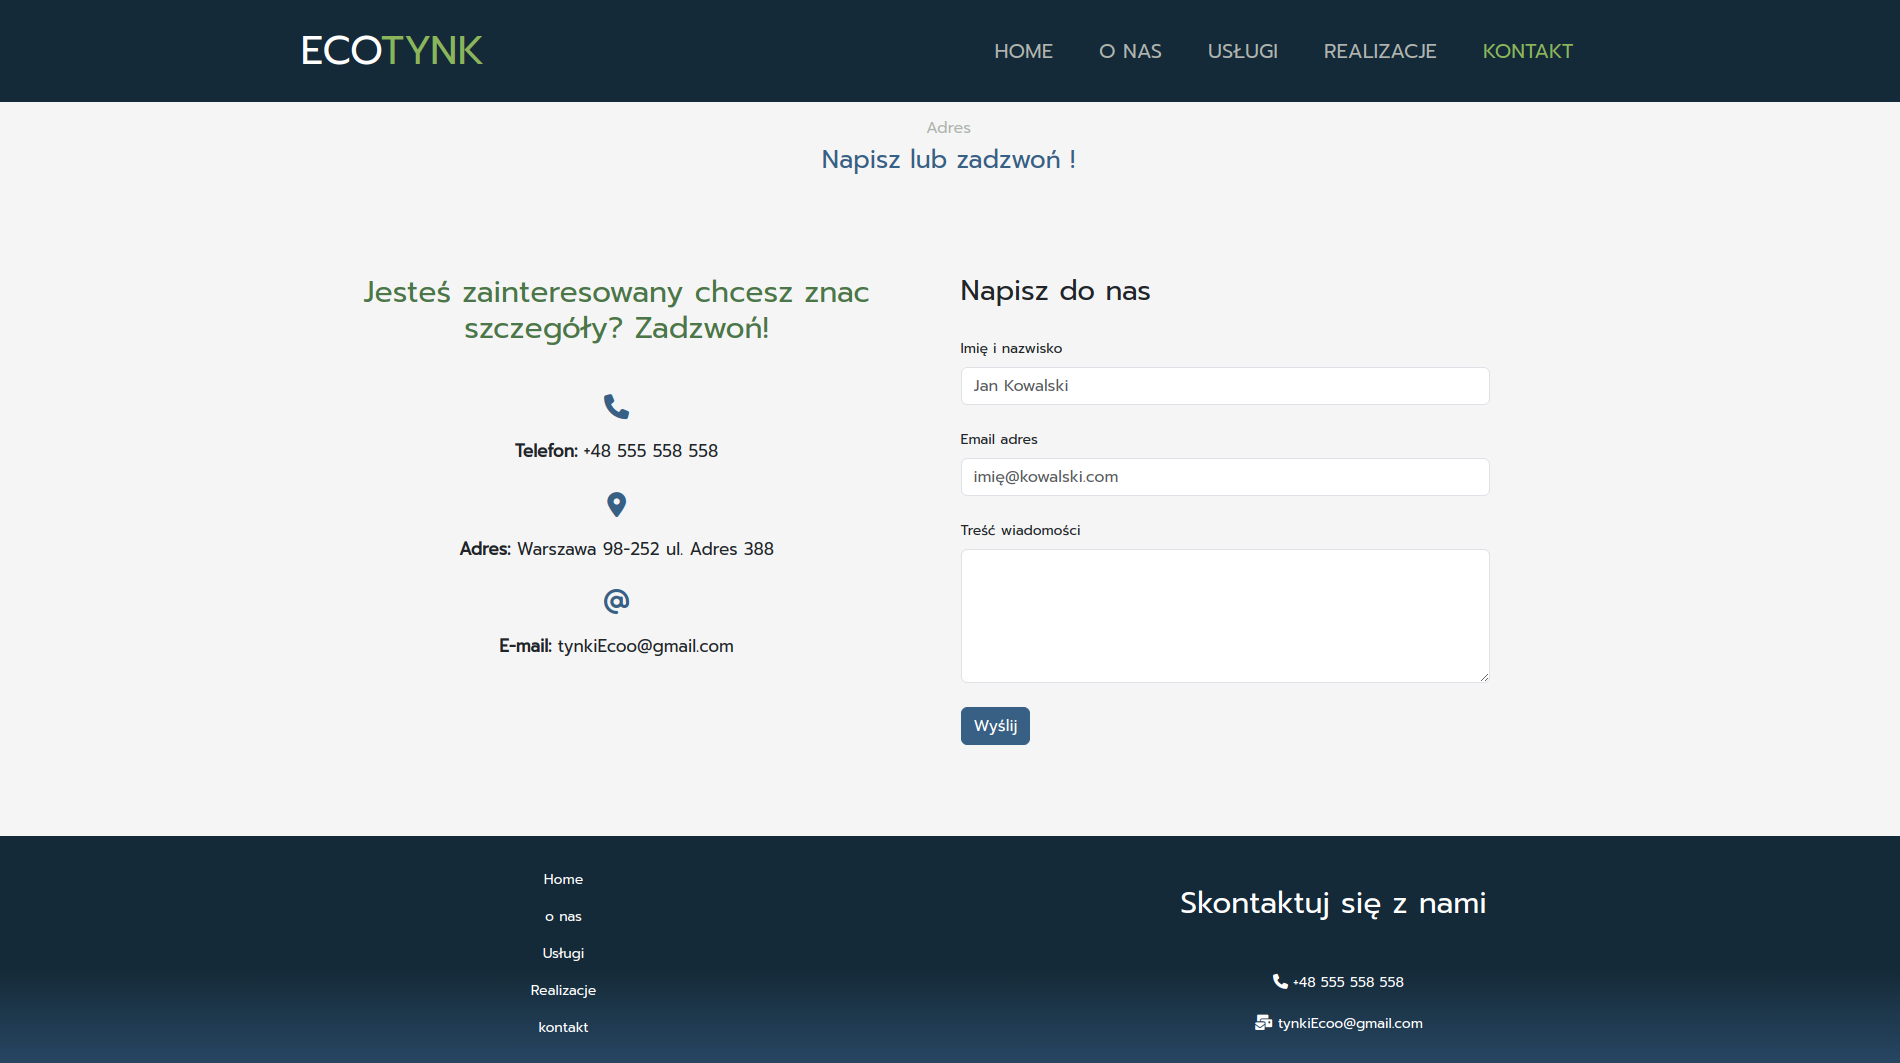 ECOTYNK
HOME O NAS USŁUGI REALIZACJE KONTAKT
Adres
Napisz lub zadzwoń !
Jesteś zainteresowany chcesz znac
szczegóły? Zadzwoń!
Telefon: +48 555 558 558
Adres: Warszawa 98-252 ul. Adres 388
E-mail: tynkiEcoo@gmail.com
Napisz do nas
Imię i nazwisko
Jan Kowalski
Email adres
imię@kowalski.com
Treść wiadomości
Wyślij
Home
o nas
Usługi
Realizacje
kontakt
Skontaktuj się z nami
+48 555 558 558
tynkiEcoo@gmail.com